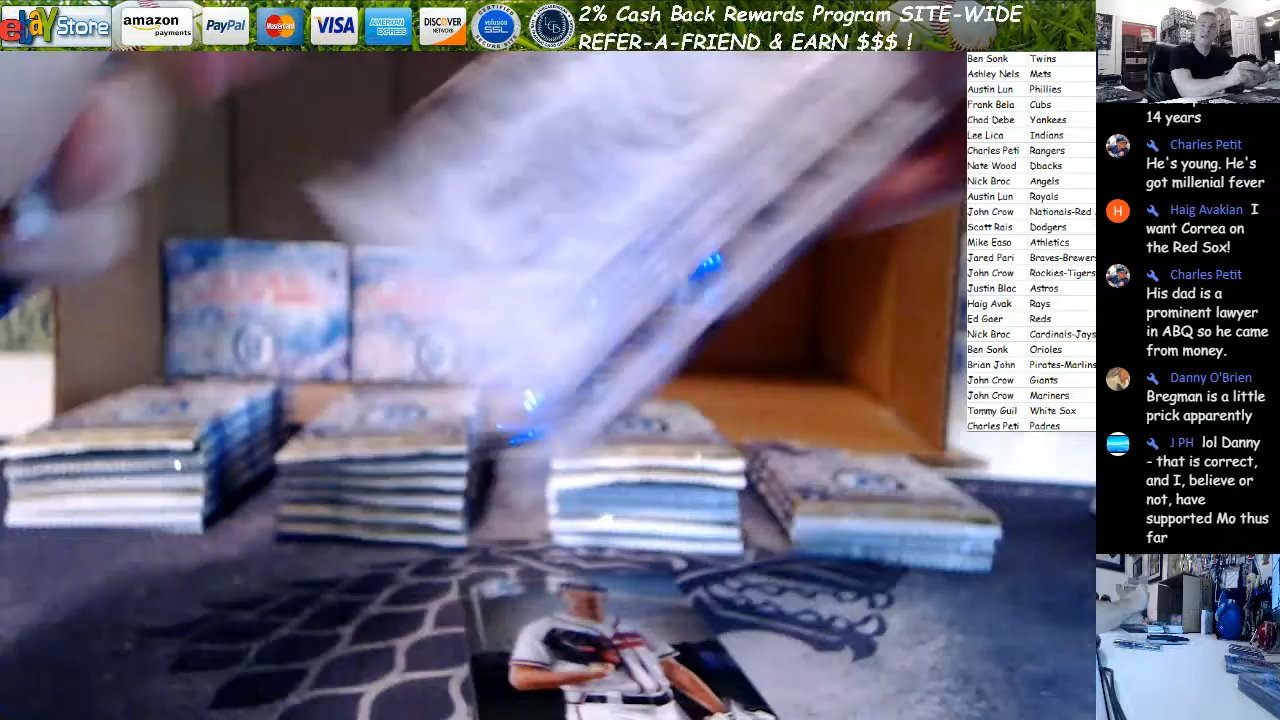 ebay Store
amazon payments
PayPal
MasterCard
VISA
AMERICAN EXPRESS
DISCOVER NETWORK
CERTIFIED
volusion SSL
SECURE SITE
2% Cash Back Rewards Program SITE-WIDE
REFER-A-FRIEND & EARN $$$ !
Ben Sonk Twins
Ashley Nels Mets
Austin Lun Phillies
Frank Bela Cubs
Chad Debe Yankees
Lee Lica Indians
Charles Peti Rangers
Nate Wood Dbacks
Nick Broc Angels
Austin Lun Royals
John Crow Nationals-Red
Scott Rais Dodgers
Mike Easo Athletics
Jared Pari Braves-Brewers
John Crow Rockies-Tigers
Justin Blac Astros
Haig Avak Rays
Ed Gaer Reds
Nick Broc Cardinals-Jays
Ben Sonk Orioles
Brian John Pirates-Marlins
John Crow Giants
John Crow Mariners
Tommy Guil White Sox
Charles Peti Padres
14 years
Charles Petit
He's young. He's
got millenial fever
H
Haig Avakian I
want Correa on
the Red Sox!
Charles Petit
His dad is a
prominent lawyer
in ABQ so he came
from money.
Danny O'Brien
Bregman is a little
prick apparently
J PH lol Danny
- that is correct,
and I, believe or
not, have
supported Mo thus
far